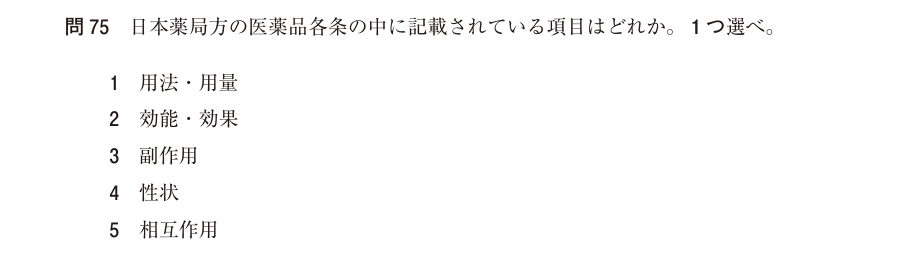 問75 日本薬局方の医薬品各条の中に記載されている項目はどれか。1つ選べ。
1 用法・用量
2 効能・効果
3 副作用
4 性状
5 相互作用